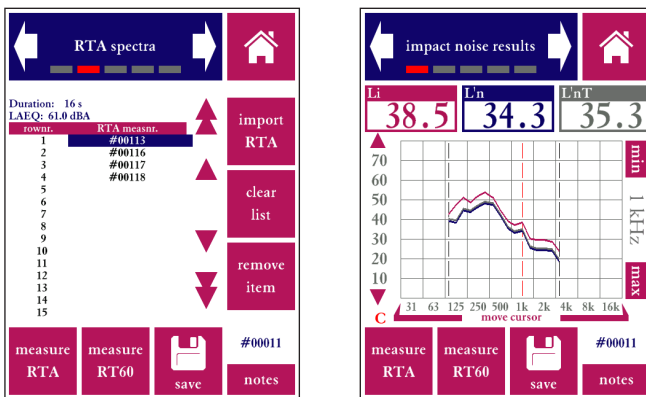 RTA spectra
Duration: 16 s
LAEQ: 61.0 dBA
rownr. RTA measnr.
1 #00113
2 #00116
3 #00117
4 #00118
5
6
7
8
9
10
11
12
13
14
15
import
RTA
clear
list
remove
item
measure
RTA
measure
RT60
save
#00011
notes
impact noise results
Li L'n L'nT
38.5 34.3 35.3
70
60
50
40
30
20
10
min
1 kHz
max
C
31 63 125 250 500 1k 2k 4k 8k 16k
move cursor
measure
RTA
measure
RT60
save
#00011
notes